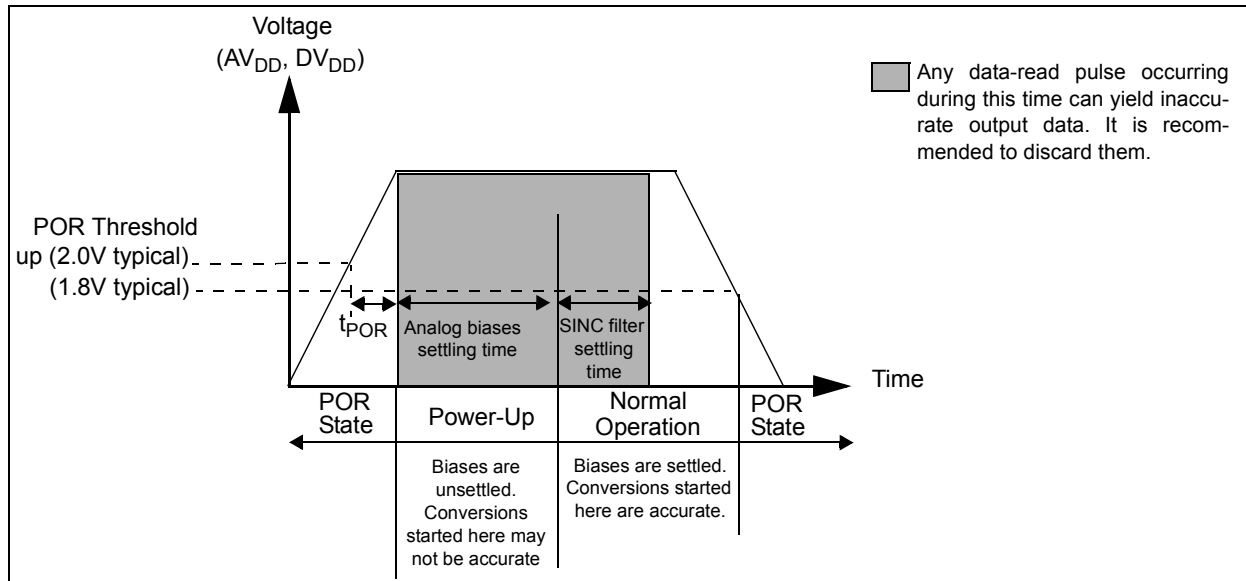 Voltage
(AVDD, DVDD)
Any data-read pulse occurring
during this time can yield inaccu-
rate output data. It is recom-
mended to discard them.
POR Threshold
up (2.0V typical)
(1.8V typical)
tPOR
Analog biases
settling time
SINC filter
settling
time
Time
POR
State
Power-Up
Normal
Operation
POR
State
Biases are
unsettled.
Conversions
started here may
not be accurate
Biases are settled.
Conversions started
here are accurate.